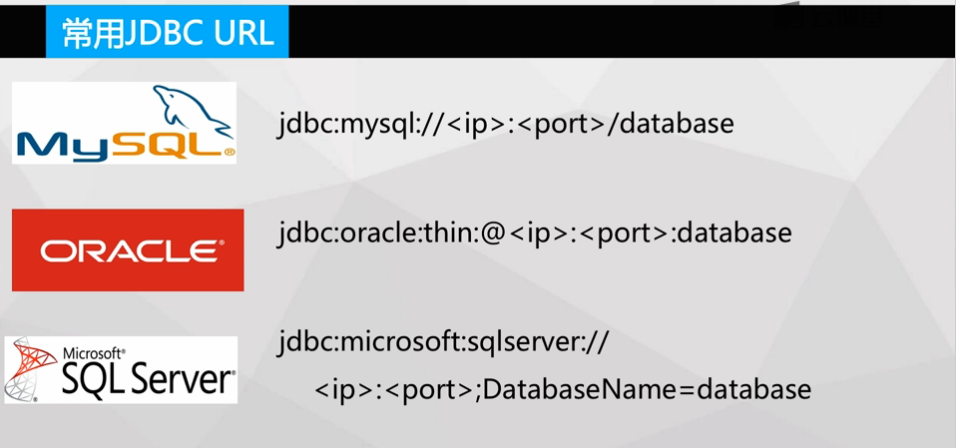 常用JDBC URL
MySQL®
jdbc:mysql://<ip>:<port>/database
ORACLE®
jdbc:oracle:thin:@<ip>:<port>:database
Microsoft®
SQL Server®
jdbc:microsoft:sqlserver://
<ip>:<port>;DatabaseName=database